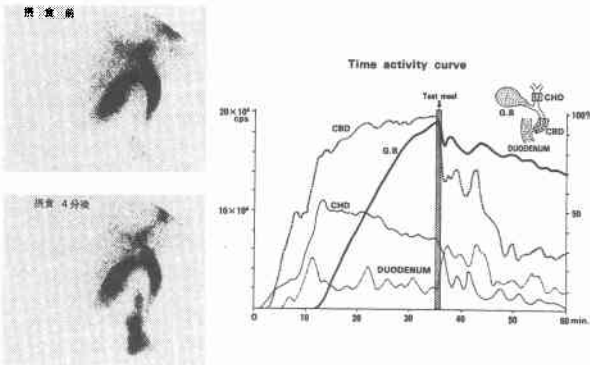 摂食前
摂食 4分後
Time activity curve
Test meal
CHD
G.B
CBD
DUODENUM
20×10⁴
cps
100%
CBD
G.B
10×10⁴
50
CHD
DUODENUM
0 10 20 30 40 50 60 min.